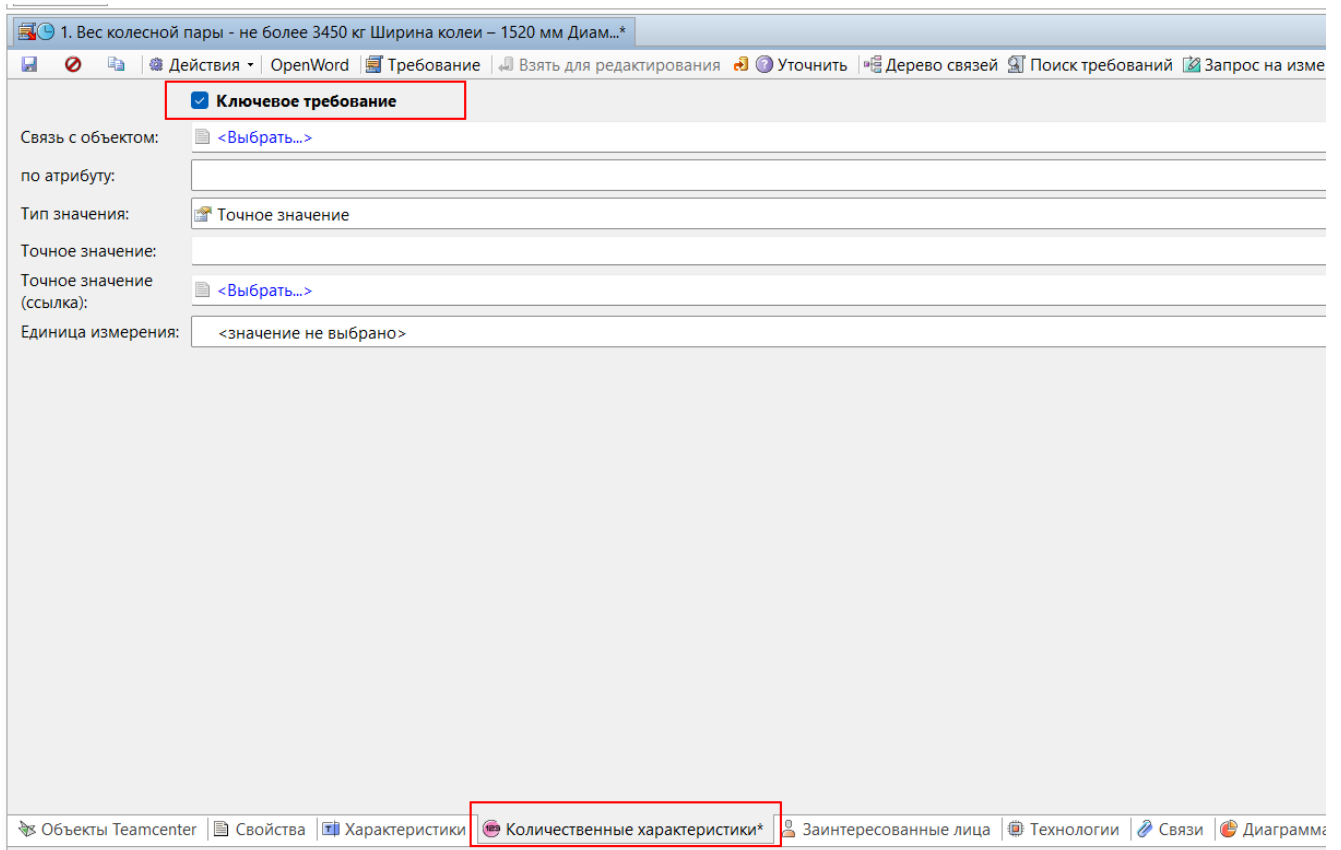 1. Вес колесной пары - не более 3450 кг Ширина колеи – 1520 мм Диам...*
Действия OpenWord Требование Взять для редактирования Уточнить Дерево связей Поиск требований Запрос на изме
Ключевое требование
Связь с объектом: <Выбрать...>
по атрибуту:
Тип значения: Точное значение
Точное значение:
Точное значение
(ссылка): <Выбрать...>
Единица измерения: <значение не выбрано>
Объекты Teamcenter Свойства Характеристики Количественные характеристики* Заинтересованные лица Технологии Связи Диаграмма